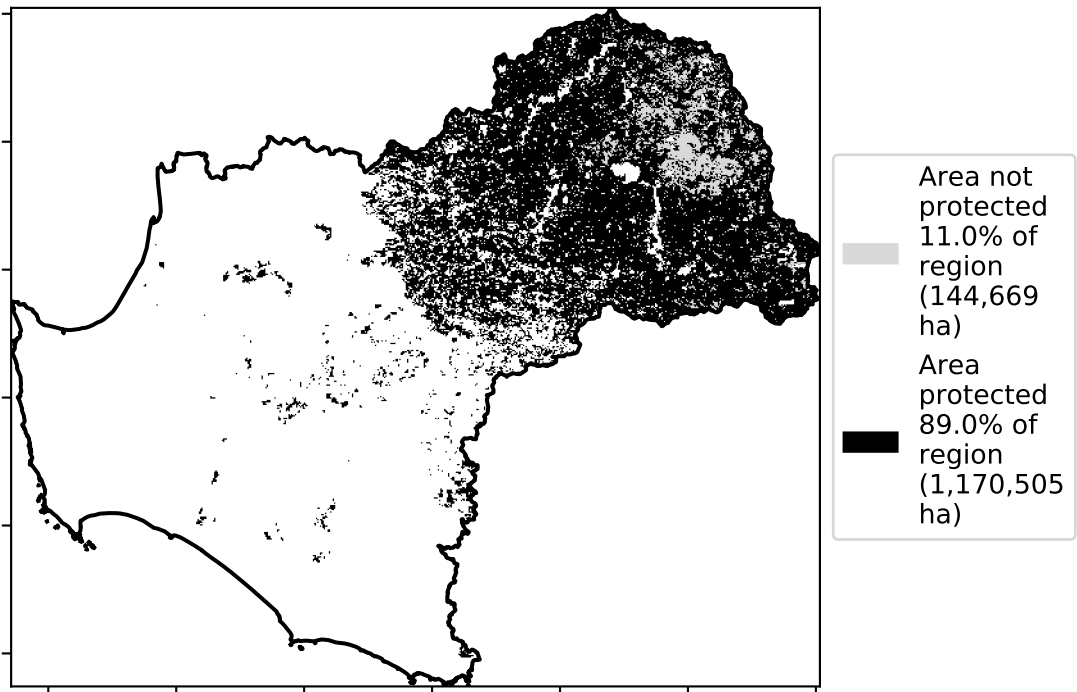 Area not
protected
11.0% of
region
(144,669
ha)
Area
protected
89.0% of
region
(1,170,505
ha)